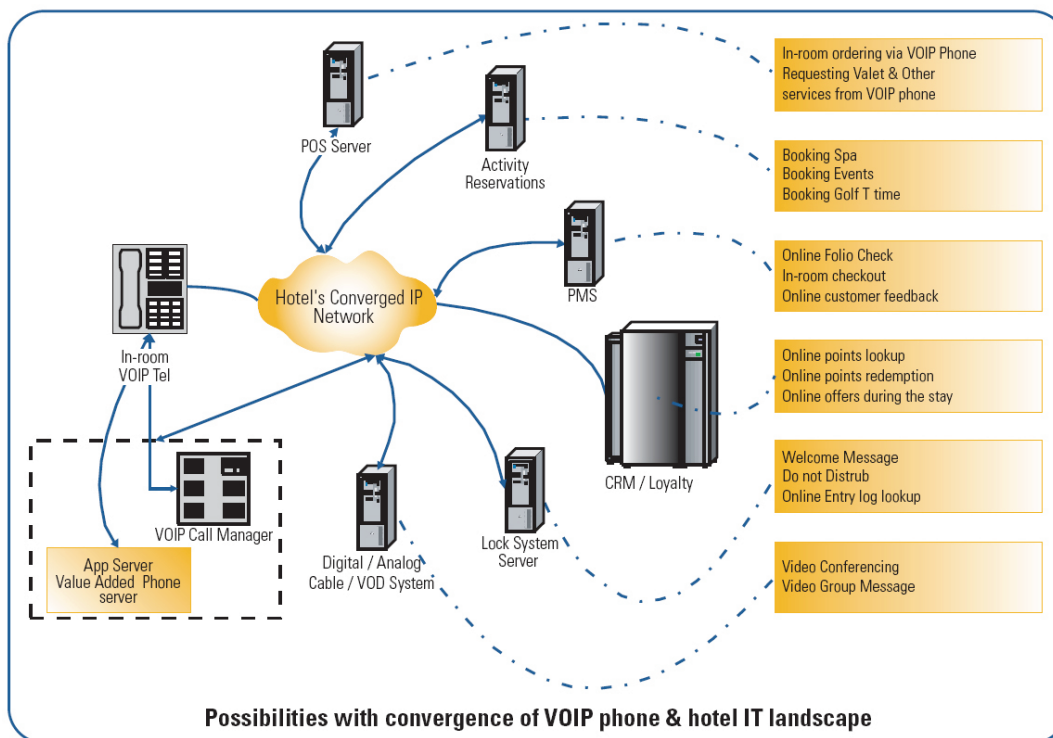 In-room ordering via VOIP Phone
Requesting Valet & Other
services from VOIP phone
POS Server
Activity
Reservations
Booking Spa
Booking Events
Booking Golf T time
PMS
Online Folio Check
In-room checkout
Online customer feedback
Hotel's Converged IP
Network
In-room
VOIP Tel
Online points lookup
Online points redemption
Online offers during the stay
CRM / Loyalty
Welcome Message
Do not Distrub
Online Entry log lookup
VOIP Call Manager
App Server
Value Added Phone
server
Digital / Analog
Cable / VOD System
Lock System
Server
Video Conferencing
Video Group Message
Possibilities with convergence of VOIP phone & hotel IT landscape